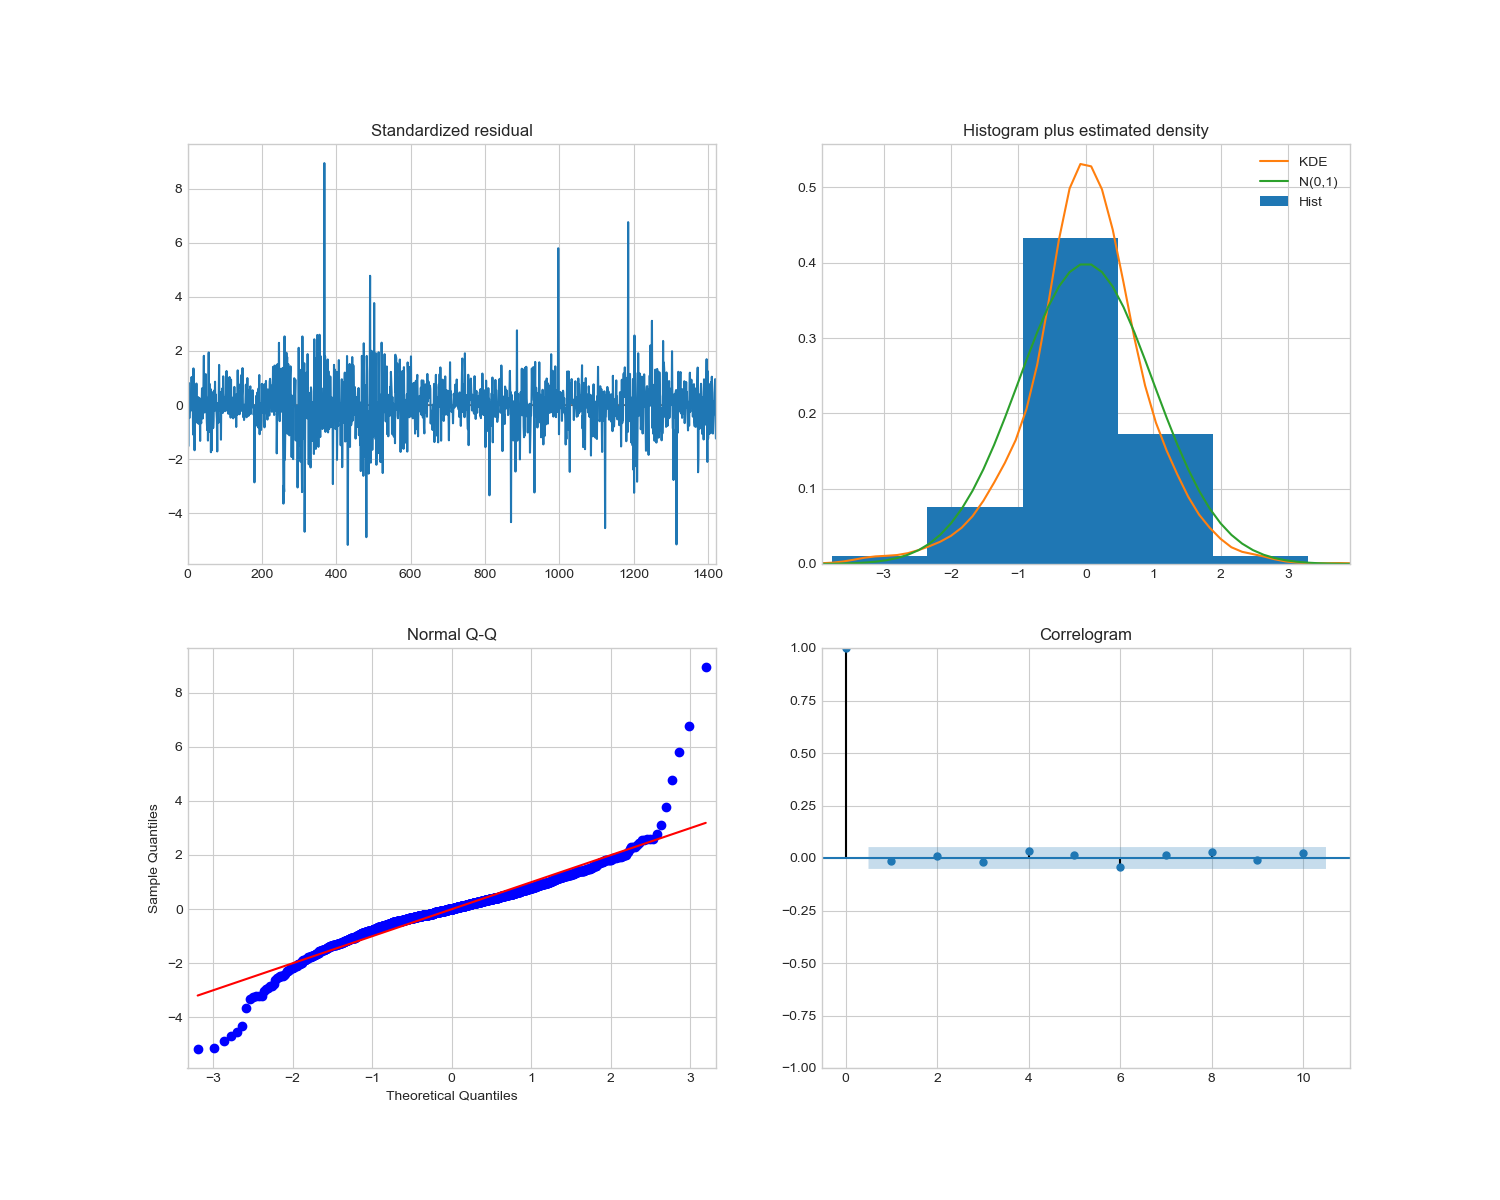 Standardized residual
8
6
4
2
0
−2
−4
0 200 400 600 800 1000 1200 1400
Histogram plus estimated density
KDE
N(0,1)
Hist
0.5
0.4
0.3
0.2
0.1
0.0
−3 −2 −1 0 1 2 3
Normal Q-Q
Sample Quantiles
8
6
4
2
0
−2
−4
−3 −2 −1 0 1 2 3
Theoretical Quantiles
Correlogram
1.00
0.75
0.50
0.25
0.00
−0.25
−0.50
−0.75
−1.00
0 2 4 6 8 10